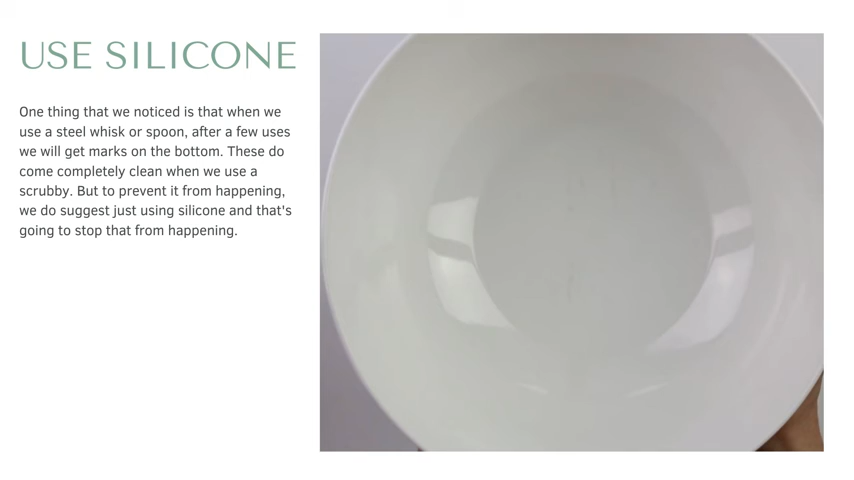 USE SILICONE
One thing that we noticed is that when we
use a steel whisk or spoon, after a few uses
we will get marks on the bottom. These do
come completely clean when we use a
scrubby. But to prevent it from happening,
we do suggest just using silicone and that's
going to stop that from happening.